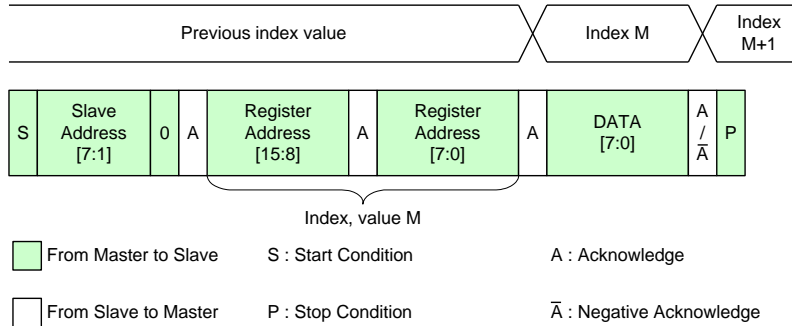 Previous index value
Index M
Index
M+1
S
Slave
Address
[7:1]
0
A
Register
Address
[15:8]
A
Register
Address
[7:0]
A
DATA
[7:0]
A
/
A̅
P
Index, value M
From Master to Slave
S : Start Condition
A : Acknowledge
From Slave to Master
P : Stop Condition
A̅ : Negative Acknowledge